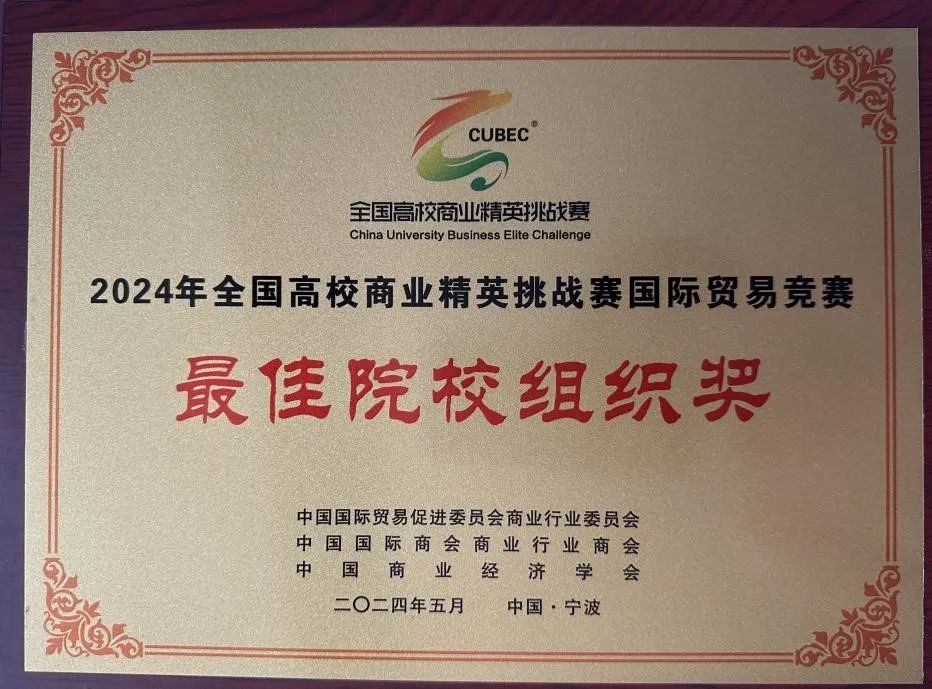 CUBEC®
全国高校商业精英挑战赛
China University Business Elite Challenge
2024年全国高校商业精英挑战赛国际贸易竞赛
最佳院校组织奖
中国国际贸易促进委员会商业行业委员会
中国国际商会商业行业商会
中国商业经济学会
二〇二四年五月 中国·宁波